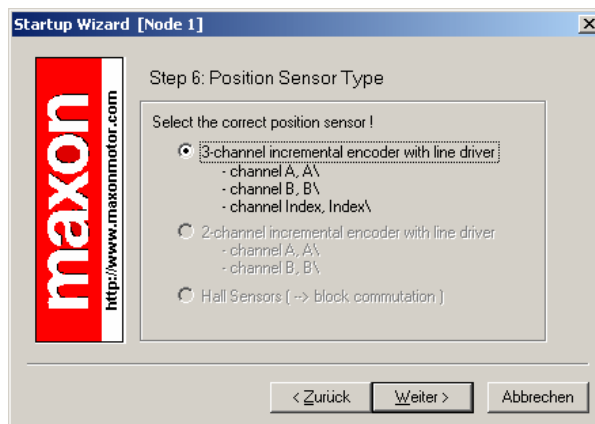 Startup Wizard [Node 1]
maxon
http://www.maxonmotor.com
Step 6: Position Sensor Type
Select the correct position sensor !
3-channel incremental encoder with line driver
- channel A, A\
- channel B, B\
- channel Index, Index\
2-channel incremental encoder with line driver
- channel A, A\
- channel B, B\
Hall Sensors ( --> block commutation )
< Zurück
Weiter >
Abbrechen